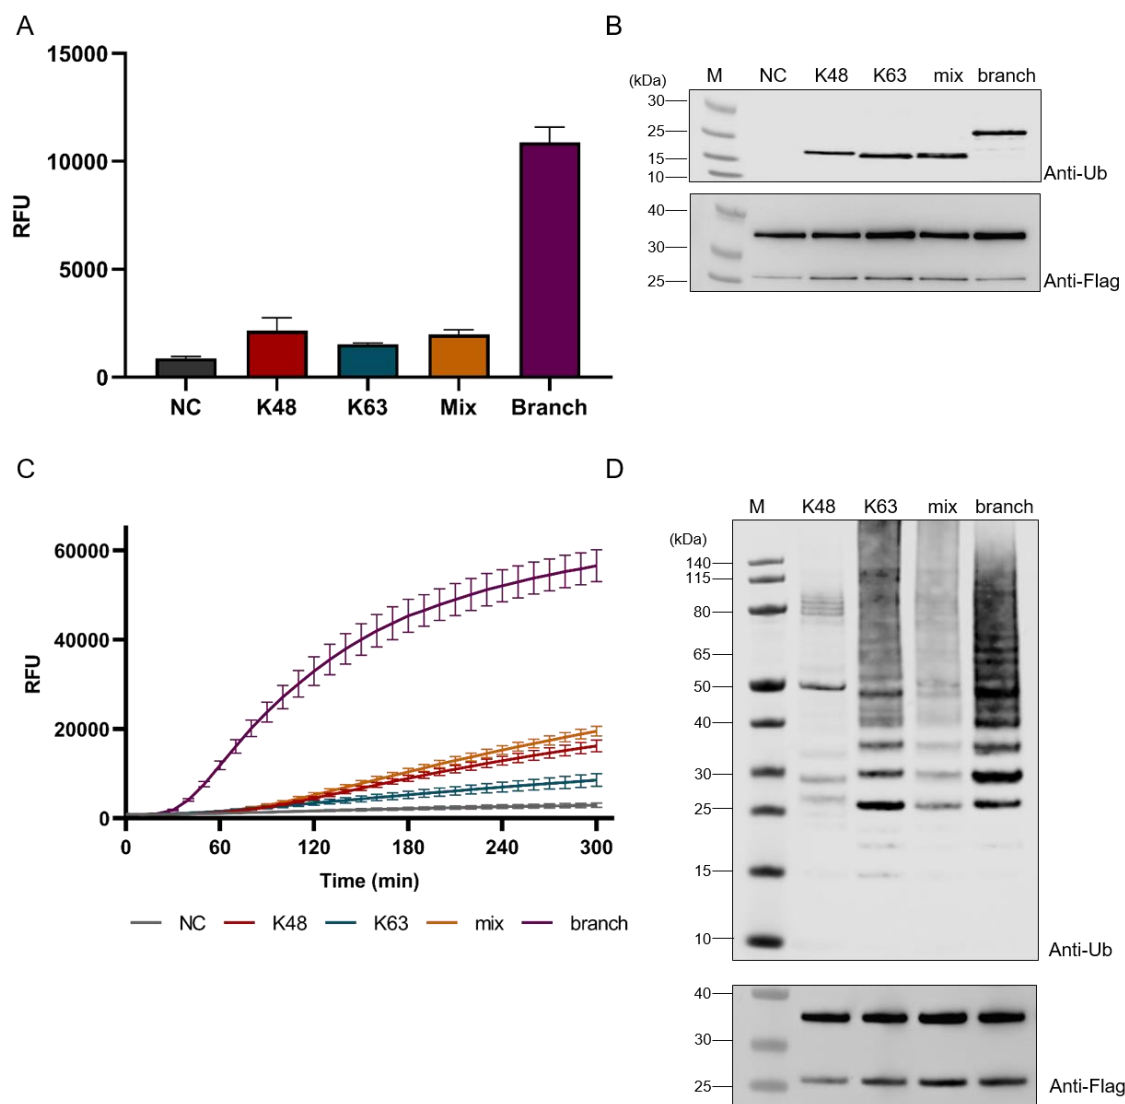 A
15000
10000
5000
0
RFU
NC K48 K63 Mix Branch
B
(kDa) M NC K48 K63 mix branch
30
25
15
10
Anti-Ub
40
30
25
Anti-Flag
C
60000
40000
20000
0
RFU
0 60 120 180 240 300
Time (min)
NC K48 K63 mix branch
D
M K48 K63 mix branch
(kDa)
140
115
80
65
50
40
30
25
15
10
Anti-Ub
40
30
25
Anti-Flag